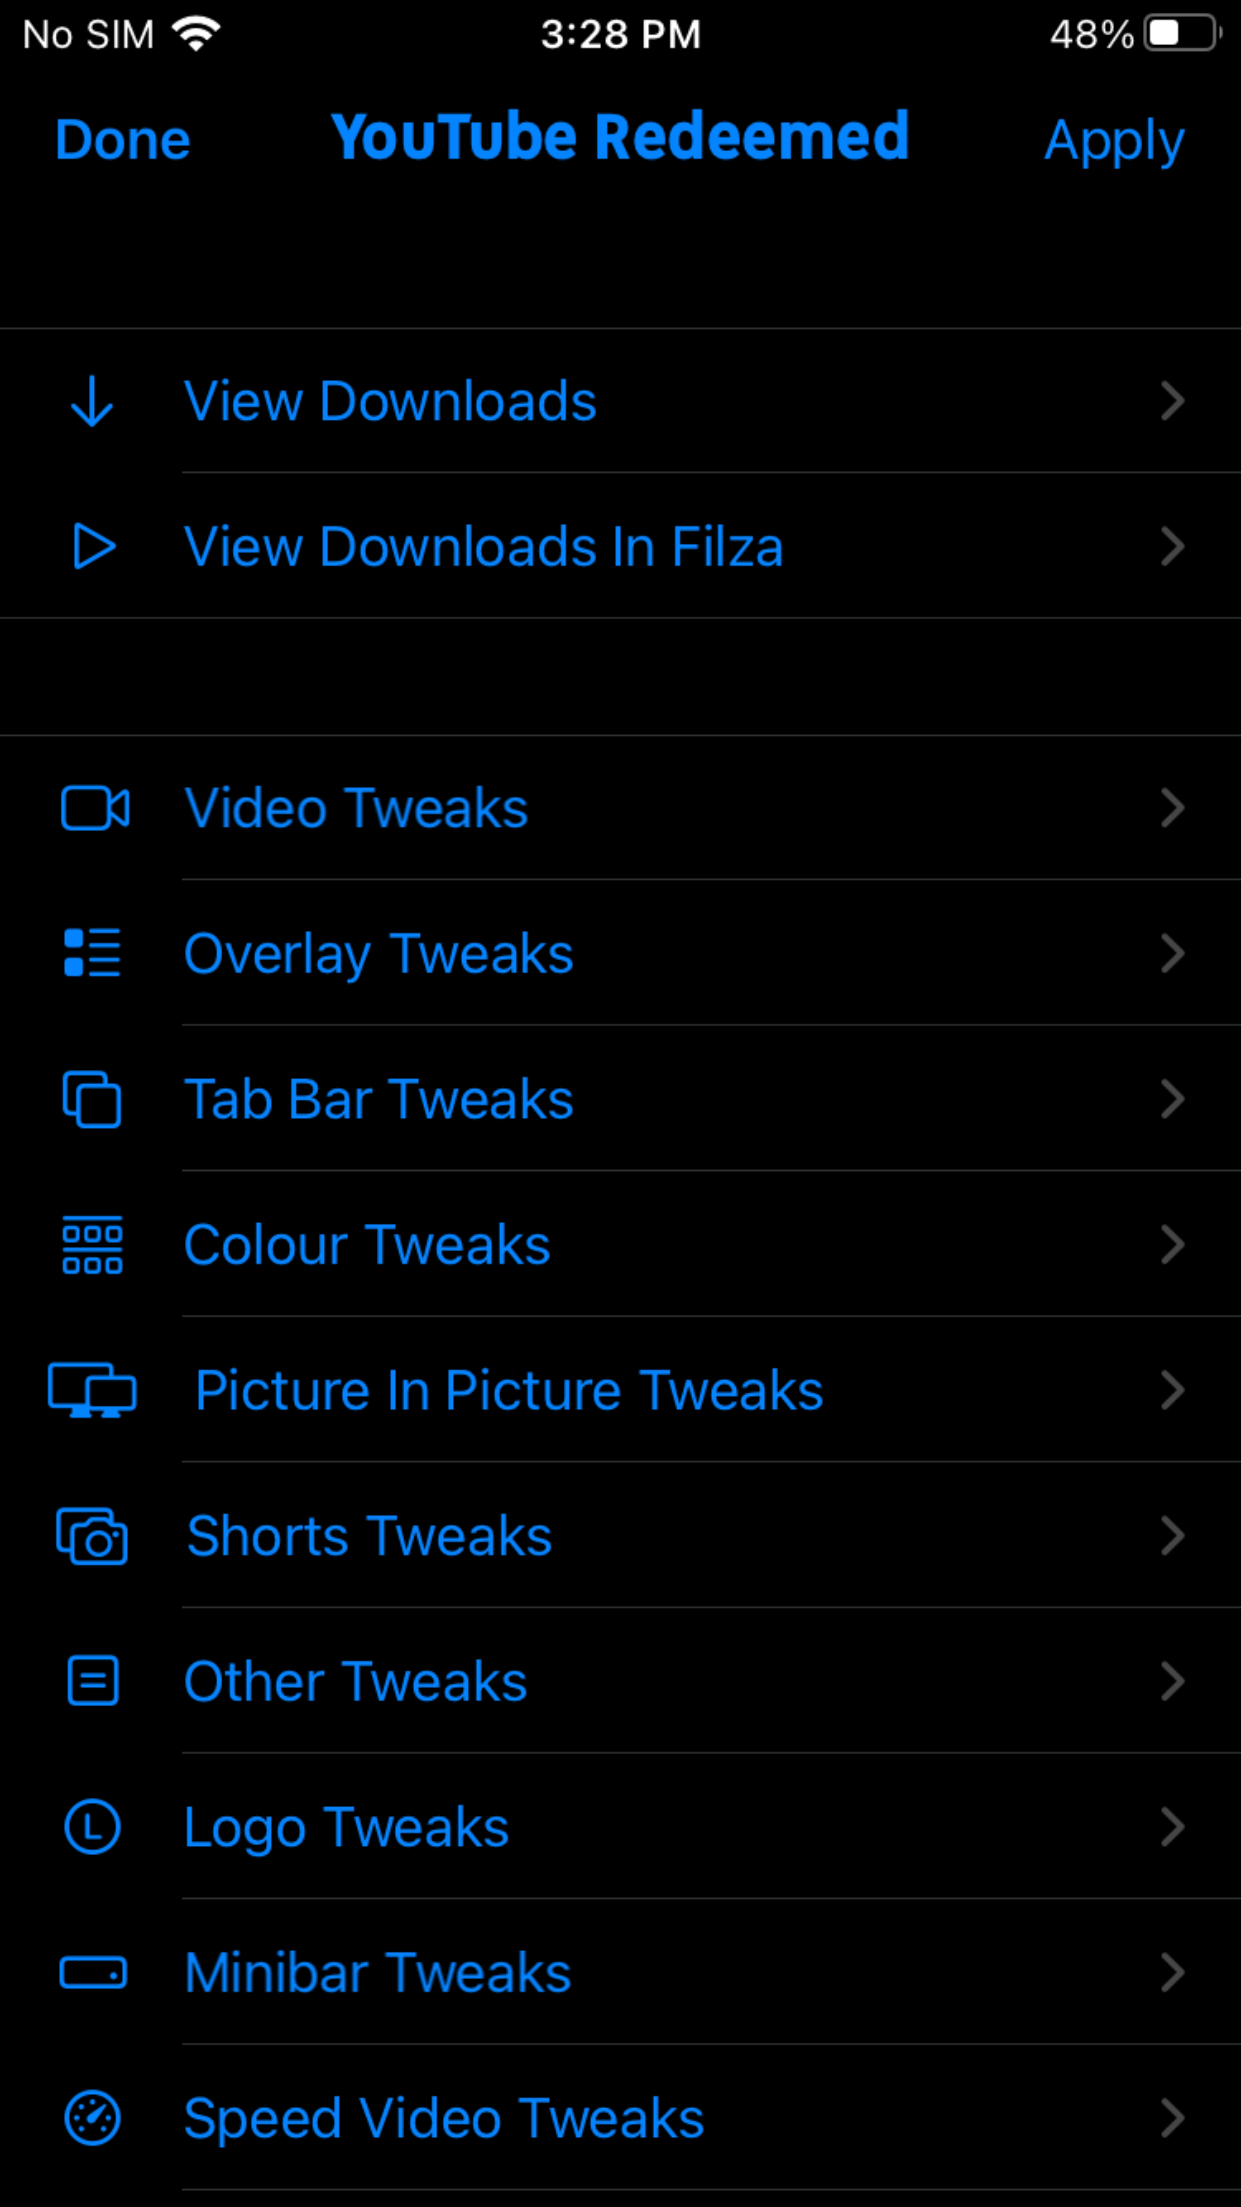 No SIM 3:28 PM 48%
Done YouTube Redeemed Apply
View Downloads
View Downloads In Filza
Video Tweaks
Overlay Tweaks
Tab Bar Tweaks
Colour Tweaks
Picture In Picture Tweaks
Shorts Tweaks
Other Tweaks
L Logo Tweaks
Minibar Tweaks
Speed Video Tweaks